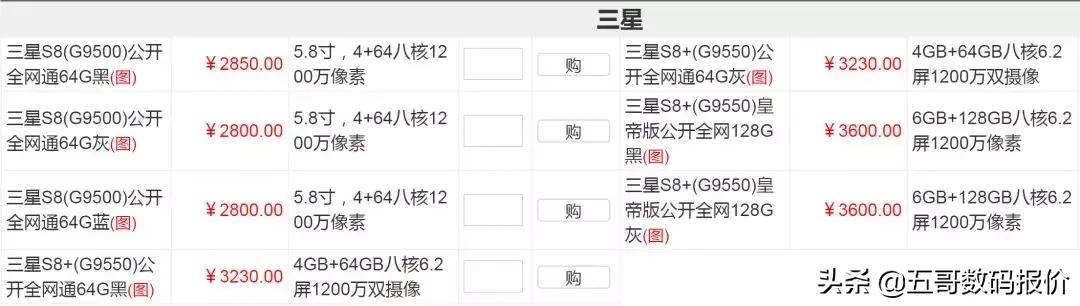 三星
三星S8(G9500)公开
全网通64G黑(图)
￥2850.00
5.8寸，4+64八核12
00万像素
购
三星S8+(G9550)公
开全网通64G灰(图)
￥3230.00
4GB+64GB八核6.2
屏1200万双摄像
三星S8(G9500)公开
全网通64G灰(图)
￥2800.00
5.8寸，4+64八核12
00万像素
购
三星S8+(G9550)皇
帝版公开全网128G
黑(图)
￥3600.00
6GB+128GB八核6.2
屏1200万像素
三星S8(G9500)公开
全网通64G蓝(图)
￥2800.00
5.8寸，4+64八核12
00万像素
购
三星S8+(G9550)皇
帝版公开全网128G
灰(图)
￥3600.00
6GB+128GB八核6.2
屏1200万像素
三星S8+(G9550)公
开全网通64G黑(图)
￥3230.00
4GB+64GB八核6.2
屏1200万双摄像
购
头条 @五哥数码报价